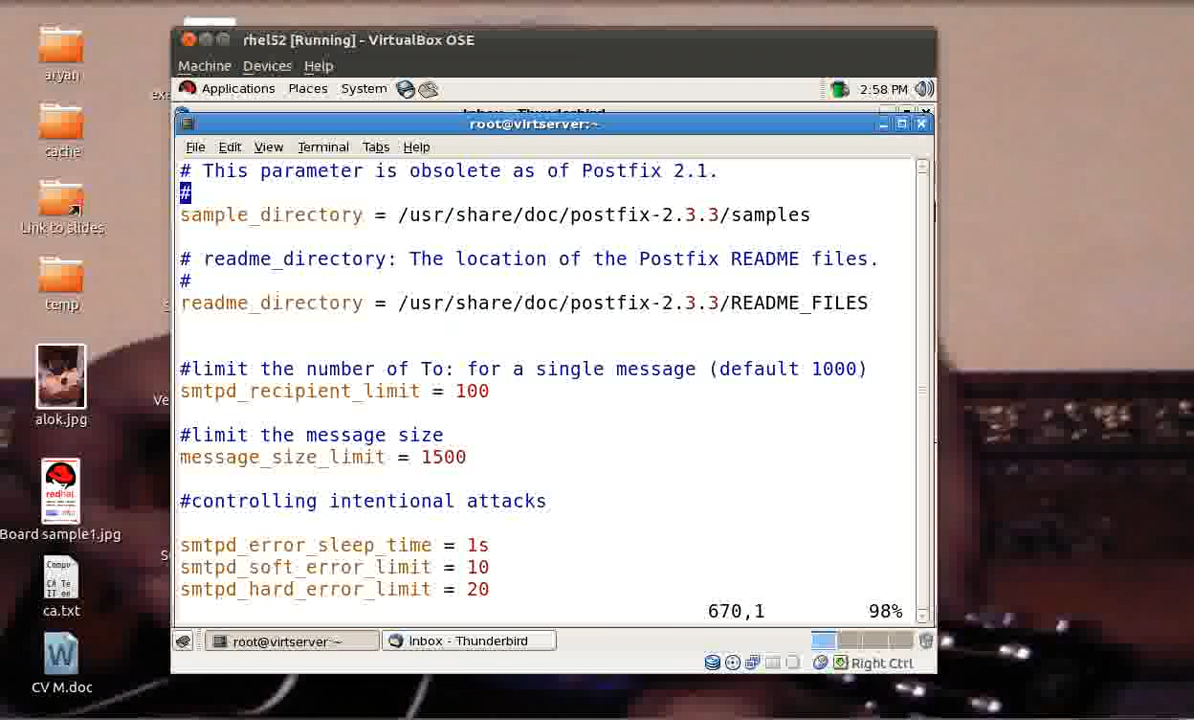 rhel52 [Running] - VirtualBox OSE
Machine Devices Help
Applications Places System
2:58 PM
Inbox - Thunderbird
root@virtserver:~
File Edit View Terminal Tabs Help
# This parameter is obsolete as of Postfix 2.1.
#
sample_directory = /usr/share/doc/postfix-2.3.3/samples
# readme_directory: The location of the Postfix README files.
#
readme_directory = /usr/share/doc/postfix-2.3.3/README_FILES
#limit the number of To: for a single message (default 1000)
smtpd_recipient_limit = 100
#limit the message size
message_size_limit = 1500
#controlling intentional attacks
smtpd_error_sleep_time = 1s
smtpd_soft_error_limit = 10
smtpd_hard_error_limit = 20
670,1 98%
root@virtserver:~
Inbox - Thunderbird
Right Ctrl
aryan
cache
Link to slides
temp
alok.jpg
redhat
Board sample1.jpg
ca.txt
CV M.doc